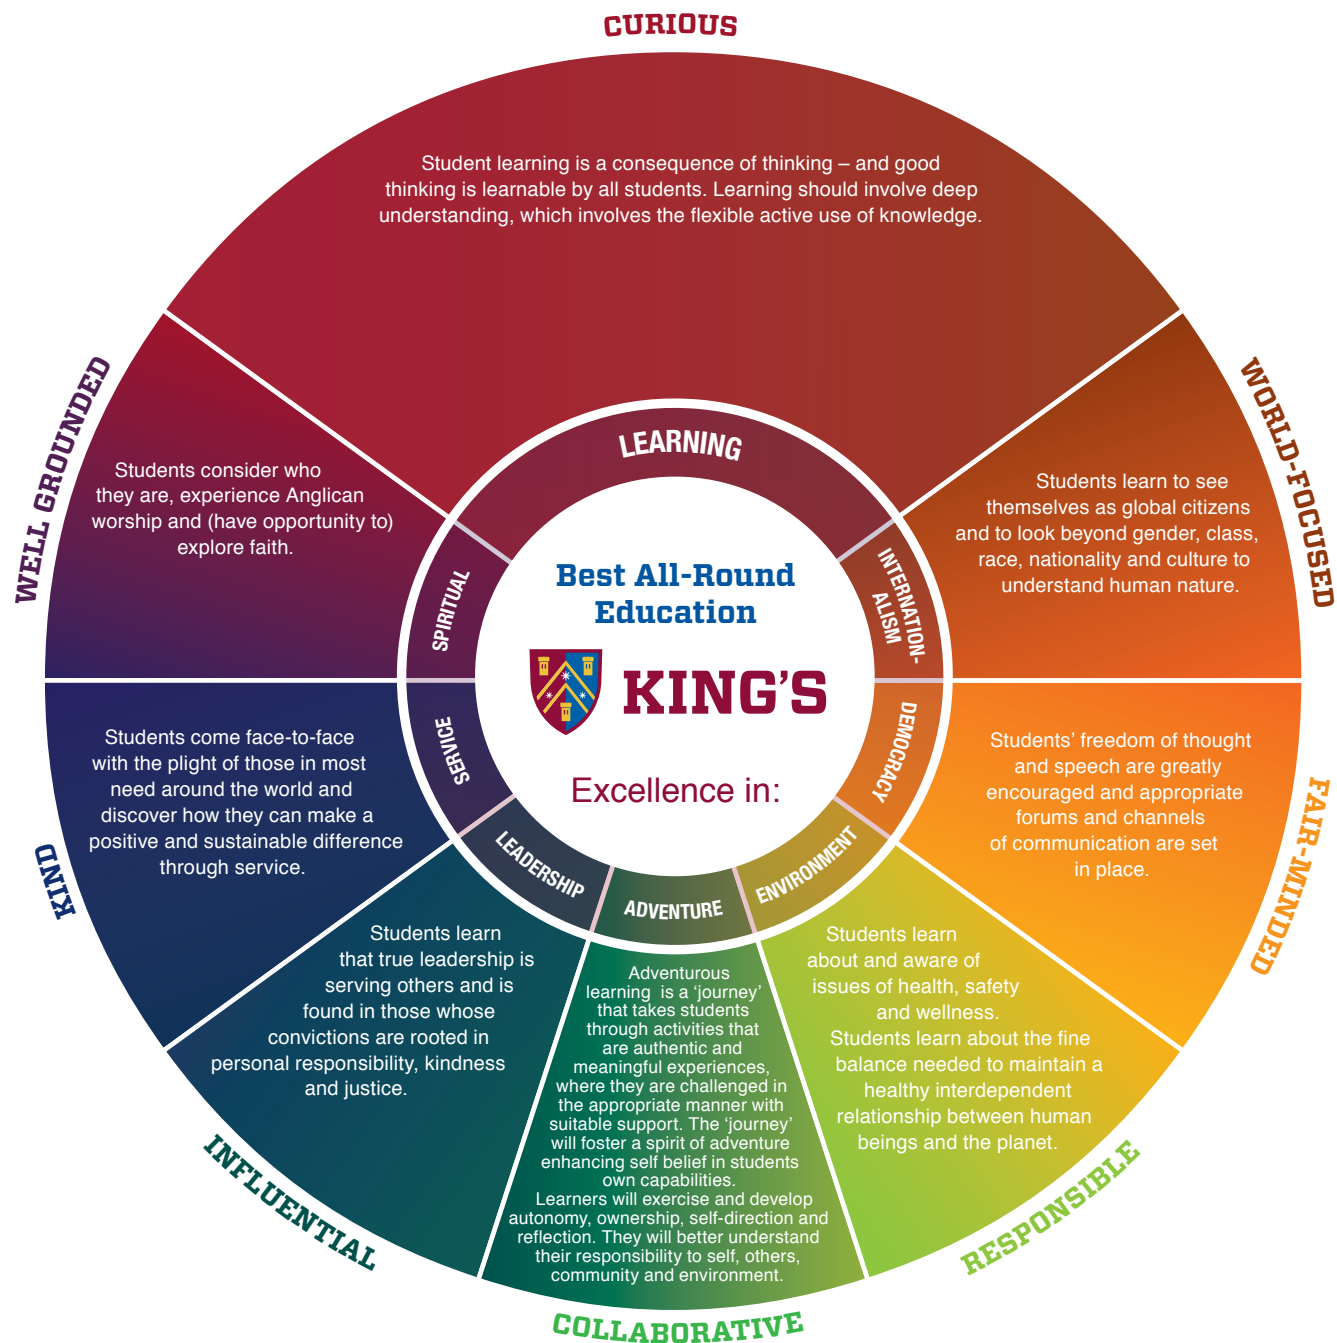 CURIOUS
Student learning is a consequence of thinking – and good
thinking is learnable by all students. Learning should involve deep
understanding, which involves the flexible active use of knowledge.
LEARNING
WORLD-FOCUSED
Students learn to see
themselves as global citizens
and to look beyond gender, class,
race, nationality and culture to
understand human nature.
INTERNATION-
ALISM
FAIR-MINDED
Students’ freedom of thought
and speech are greatly
encouraged and appropriate
forums and channels
of communication are set
in place.
DEMOCRACY
RESPONSIBLE
Students learn
about and aware of
issues of health, safety
and wellness.
Students learn about the fine
balance needed to maintain a
healthy interdependent
relationship between human
beings and the planet.
ENVIRONMENT
COLLABORATIVE
Adventurous
learning is a ‘journey’
that takes students
through activities that
are authentic and
meaningful experiences,
where they are challenged in
the appropriate manner with
suitable support. The ‘journey’
will foster a spirit of adventure
enhancing self belief in students
own capabilities.
Learners will exercise and develop
autonomy, ownership, self-direction and
reflection. They will better understand
their responsibility to self, others,
community and environment.
ADVENTURE
INFLUENTIAL
Students learn
that true leadership is
serving others and is
found in those whose
convictions are rooted in
personal responsibility, kindness
and justice.
LEADERSHIP
KIND
Students come face-to-face
with the plight of those in most
need around the world and
discover how they can make a
positive and sustainable difference
through service.
SERVICE
WELL GROUNDED
Students consider who
they are, experience Anglican
worship and (have opportunity to)
explore faith.
SPIRITUAL
Best All-Round
Education
KING’S
Excellence in: